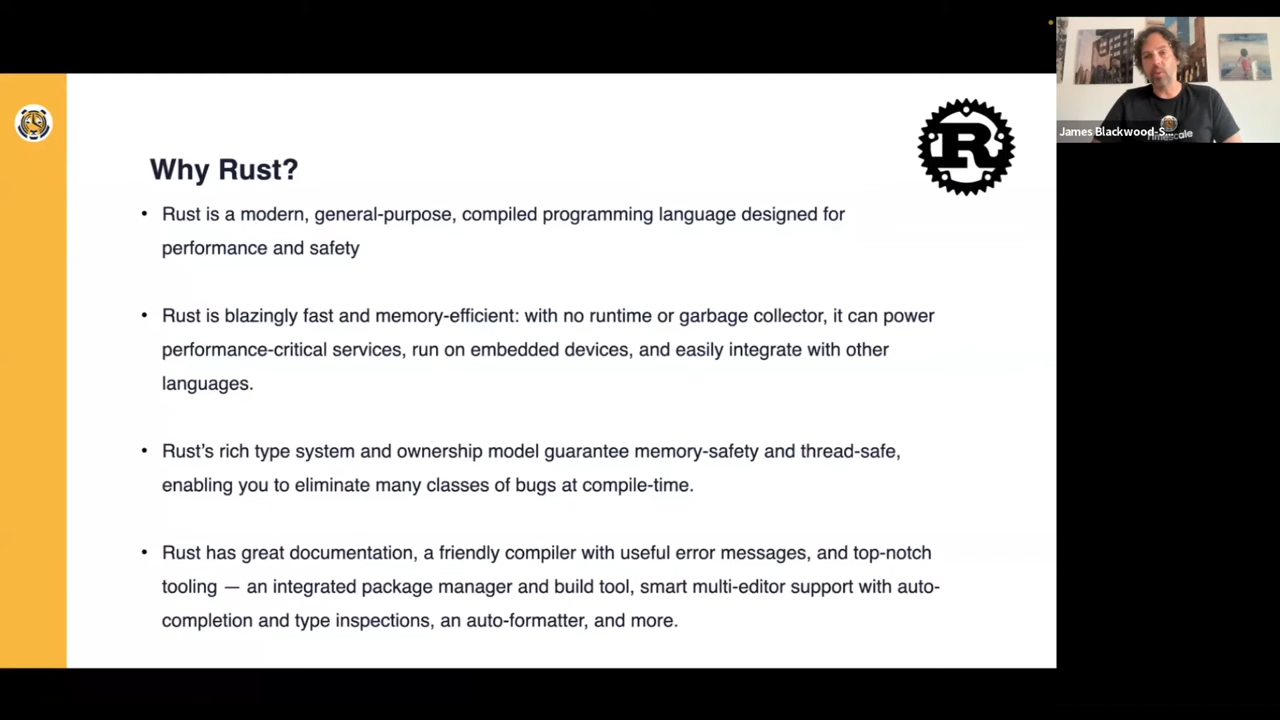 Why Rust?
R
• Rust is a modern, general-purpose, compiled programming language designed for
performance and safety
• Rust is blazingly fast and memory-efficient: with no runtime or garbage collector, it can power
performance-critical services, run on embedded devices, and easily integrate with other
languages.
• Rust’s rich type system and ownership model guarantee memory-safety and thread-safe,
enabling you to eliminate many classes of bugs at compile-time.
• Rust has great documentation, a friendly compiler with useful error messages, and top-notch
tooling — an integrated package manager and build tool, smart multi-editor support with auto-
completion and type inspections, an auto-formatter, and more.
James Blackwood-S...
Timescale